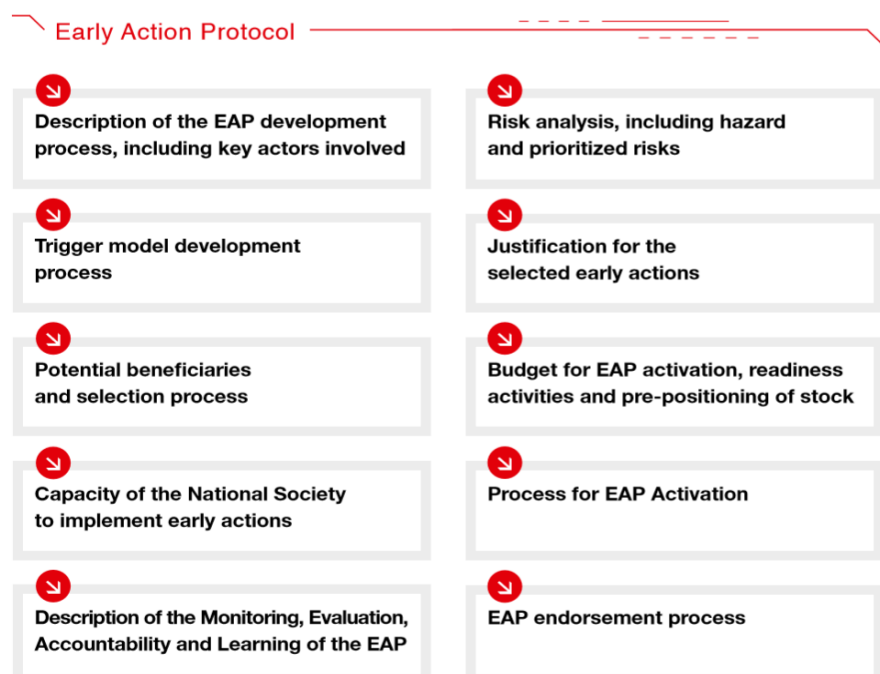 Early Action Protocol
Description of the EAP development
process, including key actors involved
Risk analysis, including hazard
and prioritized risks
Trigger model development
process
Justification for the
selected early actions
Potential beneficiaries
and selection process
Budget for EAP activation, readiness
activities and pre-positioning of stock
Capacity of the National Society
to implement early actions
Process for EAP Activation
Description of the Monitoring, Evaluation,
Accountability and Learning of the EAP
EAP endorsement process